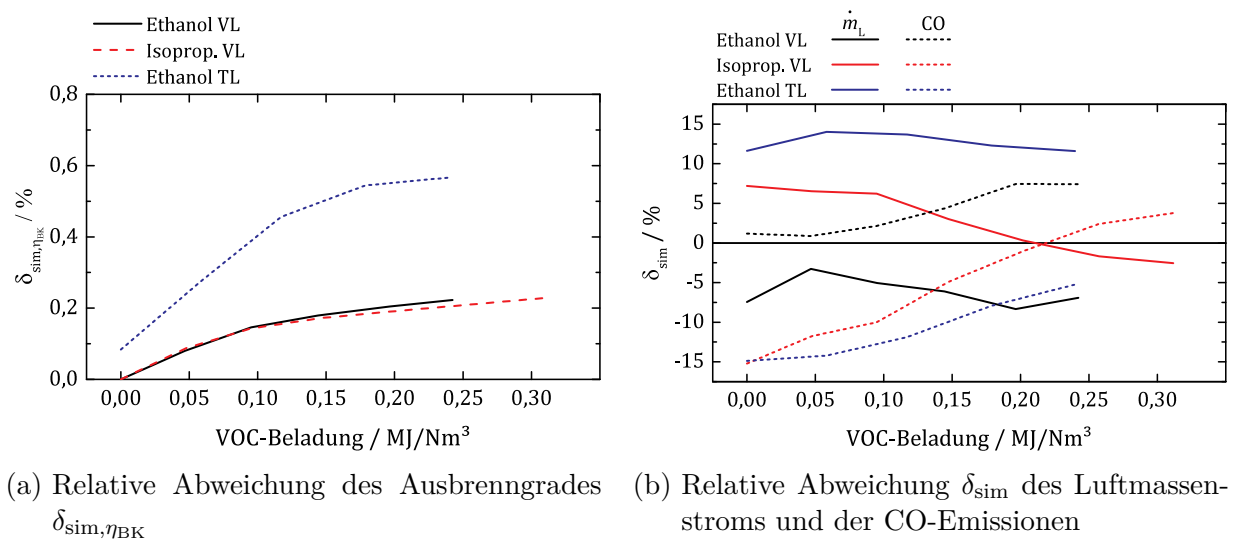 Ethanol VL
Isoprop. VL
Ethanol TL
0,8
0,6
0,4
0,2
0,0
δsim,ηBK / %
0,00 0,05 0,10 0,15 0,20 0,25 0,30
VOC-Beladung / MJ/Nm³
(a) Relative Abweichung des Ausbrenngrades
δsim,ηBK
ṁL CO
Ethanol VL
Isoprop. VL
Ethanol TL
15
10
5
0
-5
-10
-15
δsim / %
0,00 0,05 0,10 0,15 0,20 0,25 0,30
VOC-Beladung / MJ/Nm³
(b) Relative Abweichung δsim des Luftmassen-
stroms und der CO-Emissionen